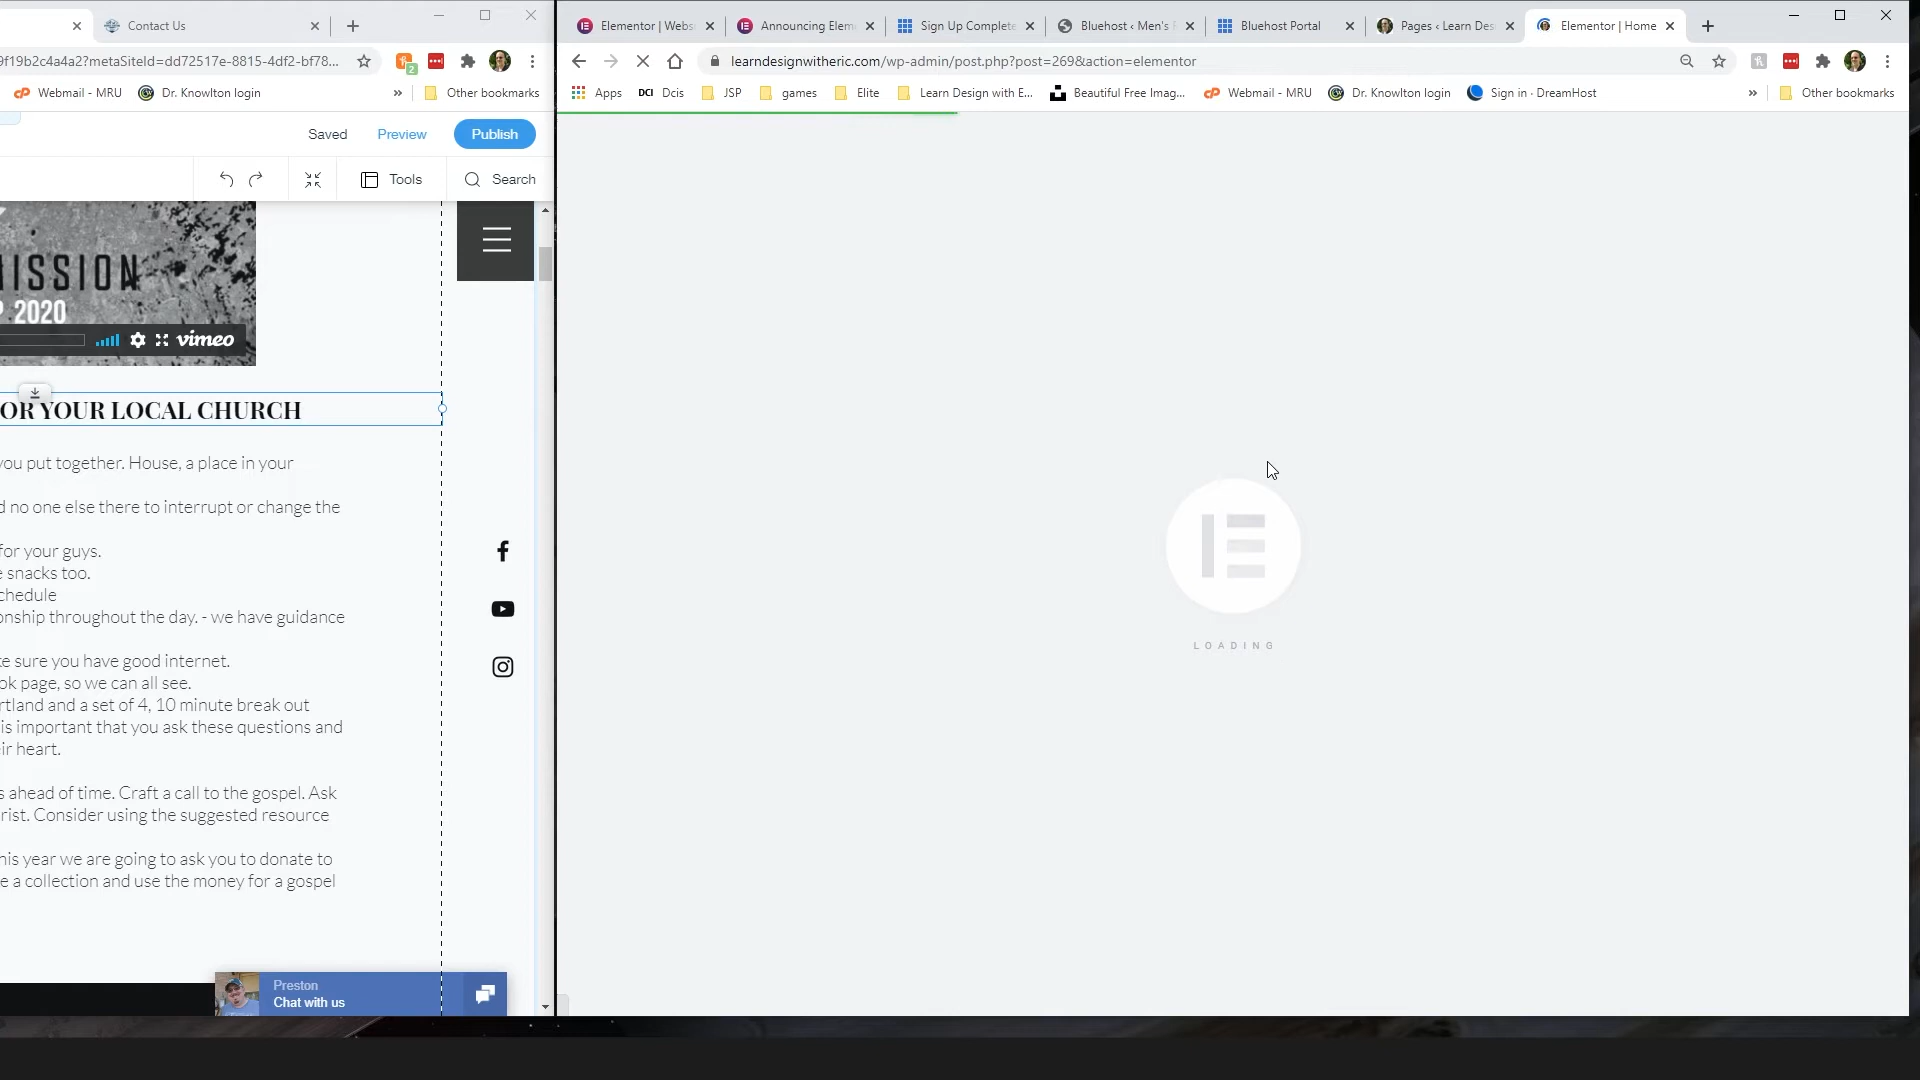 Contact Us
9f19b2c4a4a2?metaSiteId=dd72517e-8815-4df2-bf78...
2
Webmail - MRU
Dr. Knowlton login
»
Other bookmarks
Saved
Preview
Publish
Tools
Search
MISSION
2020
vimeo
OR YOUR LOCAL CHURCH
you put together. House, a place in your
d no one else there to interrupt or change the
for your guys.
e snacks too.
chedule
onship throughout the day. - we have guidance
ke sure you have good internet.
ok page, so we can all see.
rtland and a set of 4, 10 minute break out
is important that you ask these questions and
eir heart.
s ahead of time. Craft a call to the gospel. Ask
rist. Consider using the suggested resource
his year we are going to ask you to donate to
e a collection and use the money for a gospel
Preston
Chat with us
Elementor | Webs
Announcing Elem
Sign Up Complete
Bluehost ‹ Men's
Bluehost Portal
Pages ‹ Learn Des
Elementor | Home
learndesignwitheric.com/wp-admin/post.php?post=269&action=elementor
Apps
DCI
Dcis
JSP
games
Elite
Learn Design with E...
Beautiful Free Imag...
Webmail - MRU
Dr. Knowlton login
Sign in · DreamHost
»
Other bookmarks
LOADING